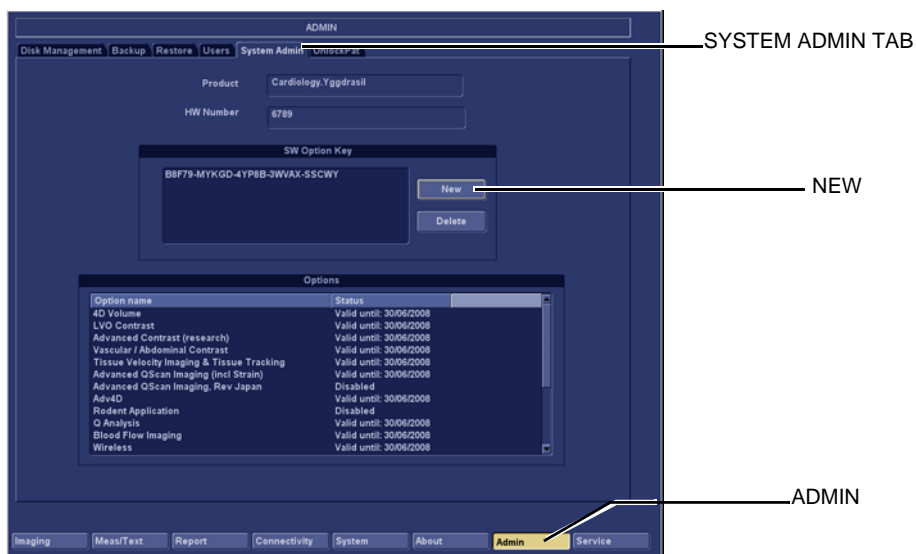 ADMIN
Disk Management Backup Restore Users System Admin UnlockPat
SYSTEM ADMIN TAB
Product Cardiology.Yggdrasil
HW Number 6789
SW Option Key
B8F79-MYKGD-4YP8B-3WVAX-SSCWY
New
NEW
Delete
Options
Option name Status
4D Volume Valid until: 30/06/2008
LVO Contrast Valid until: 30/06/2008
Advanced Contrast (research) Valid until: 30/06/2008
Vascular / Abdominal Contrast Valid until: 30/06/2008
Tissue Velocity Imaging & Tissue Tracking Valid until: 30/06/2008
Advanced QScan Imaging (incl Strain) Valid until: 30/06/2008
Advanced QScan Imaging, Rev Japan Disabled
Adv4D Valid until: 30/06/2008
Rodent Application Disabled
Q Analysis Valid until: 30/06/2008
Blood Flow Imaging Valid until: 30/06/2008
Wireless Valid until: 30/06/2008
ADMIN
Imaging Meas/Text Report Connectivity System About Admin Service